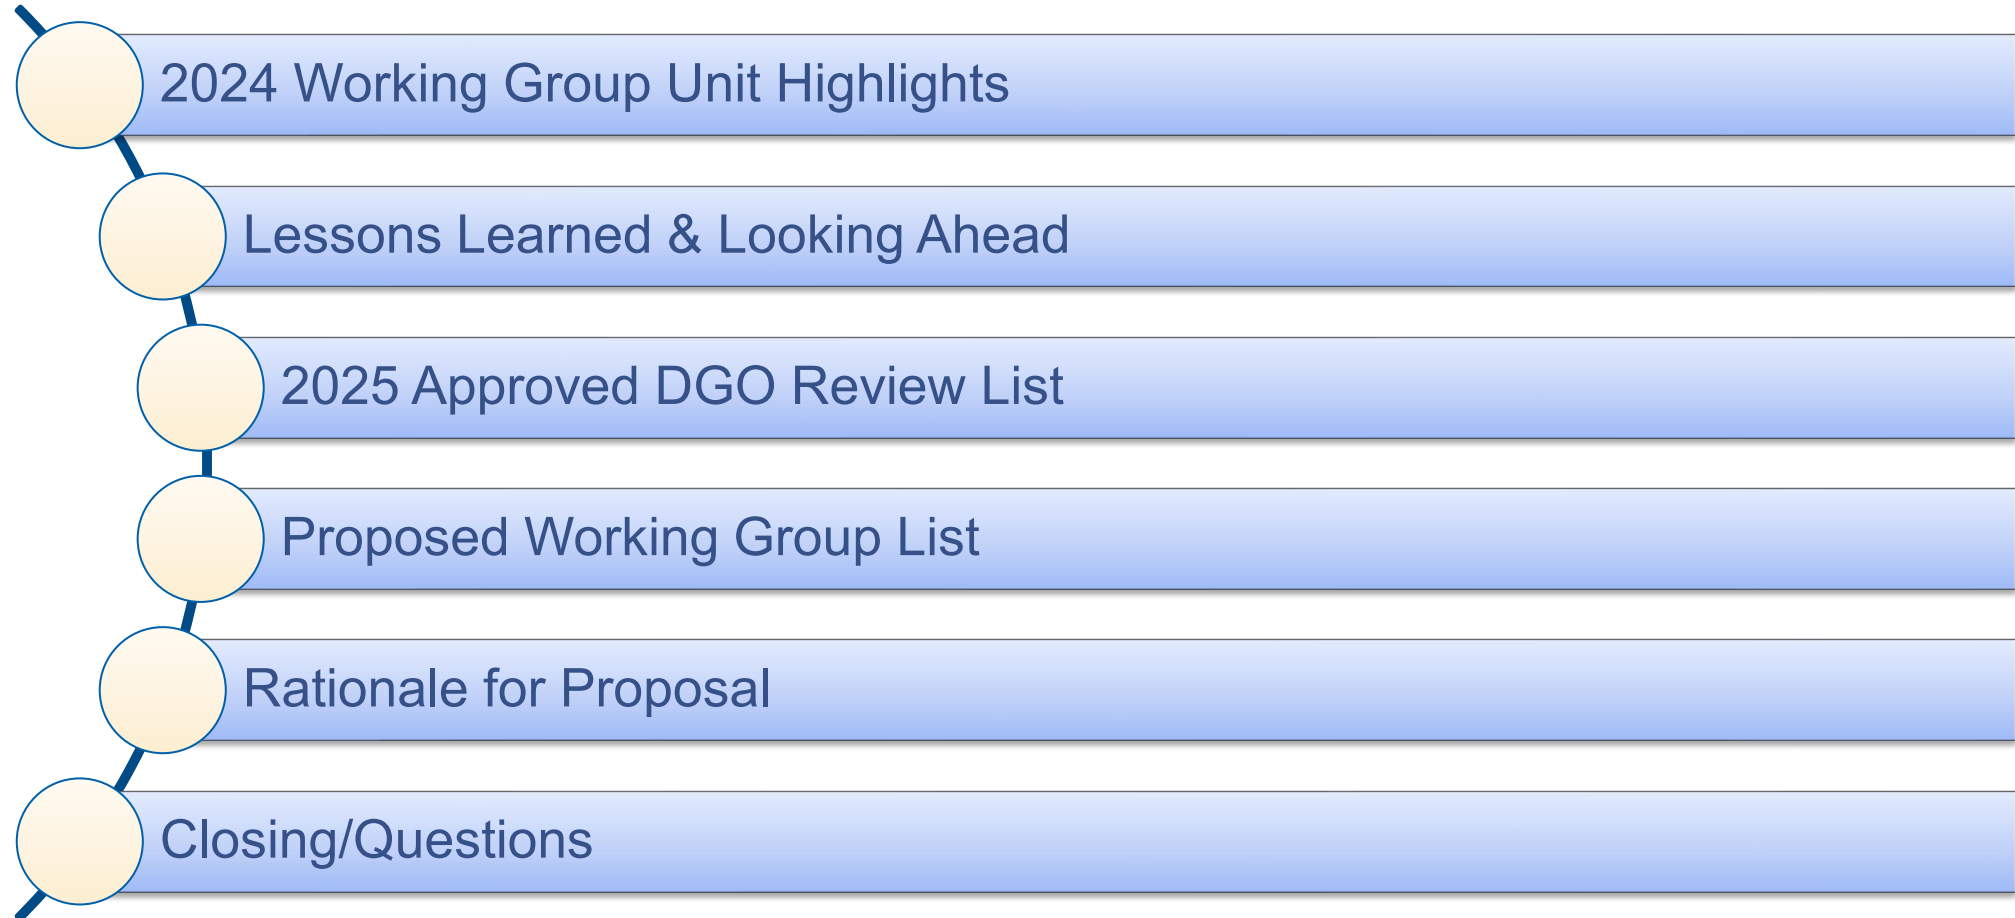 2024 Working Group Unit Highlights
Lessons Learned & Looking Ahead
2025 Approved DGO Review List
Proposed Working Group List
Rationale for Proposal
Closing/Questions